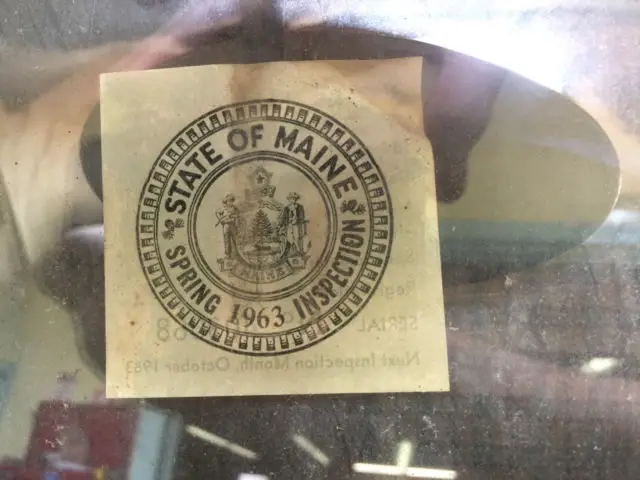 STATE OF MAINE
MAINE
SPRING 1963 INSPECTION
SERIAL
Next Inspection Month, October 1963